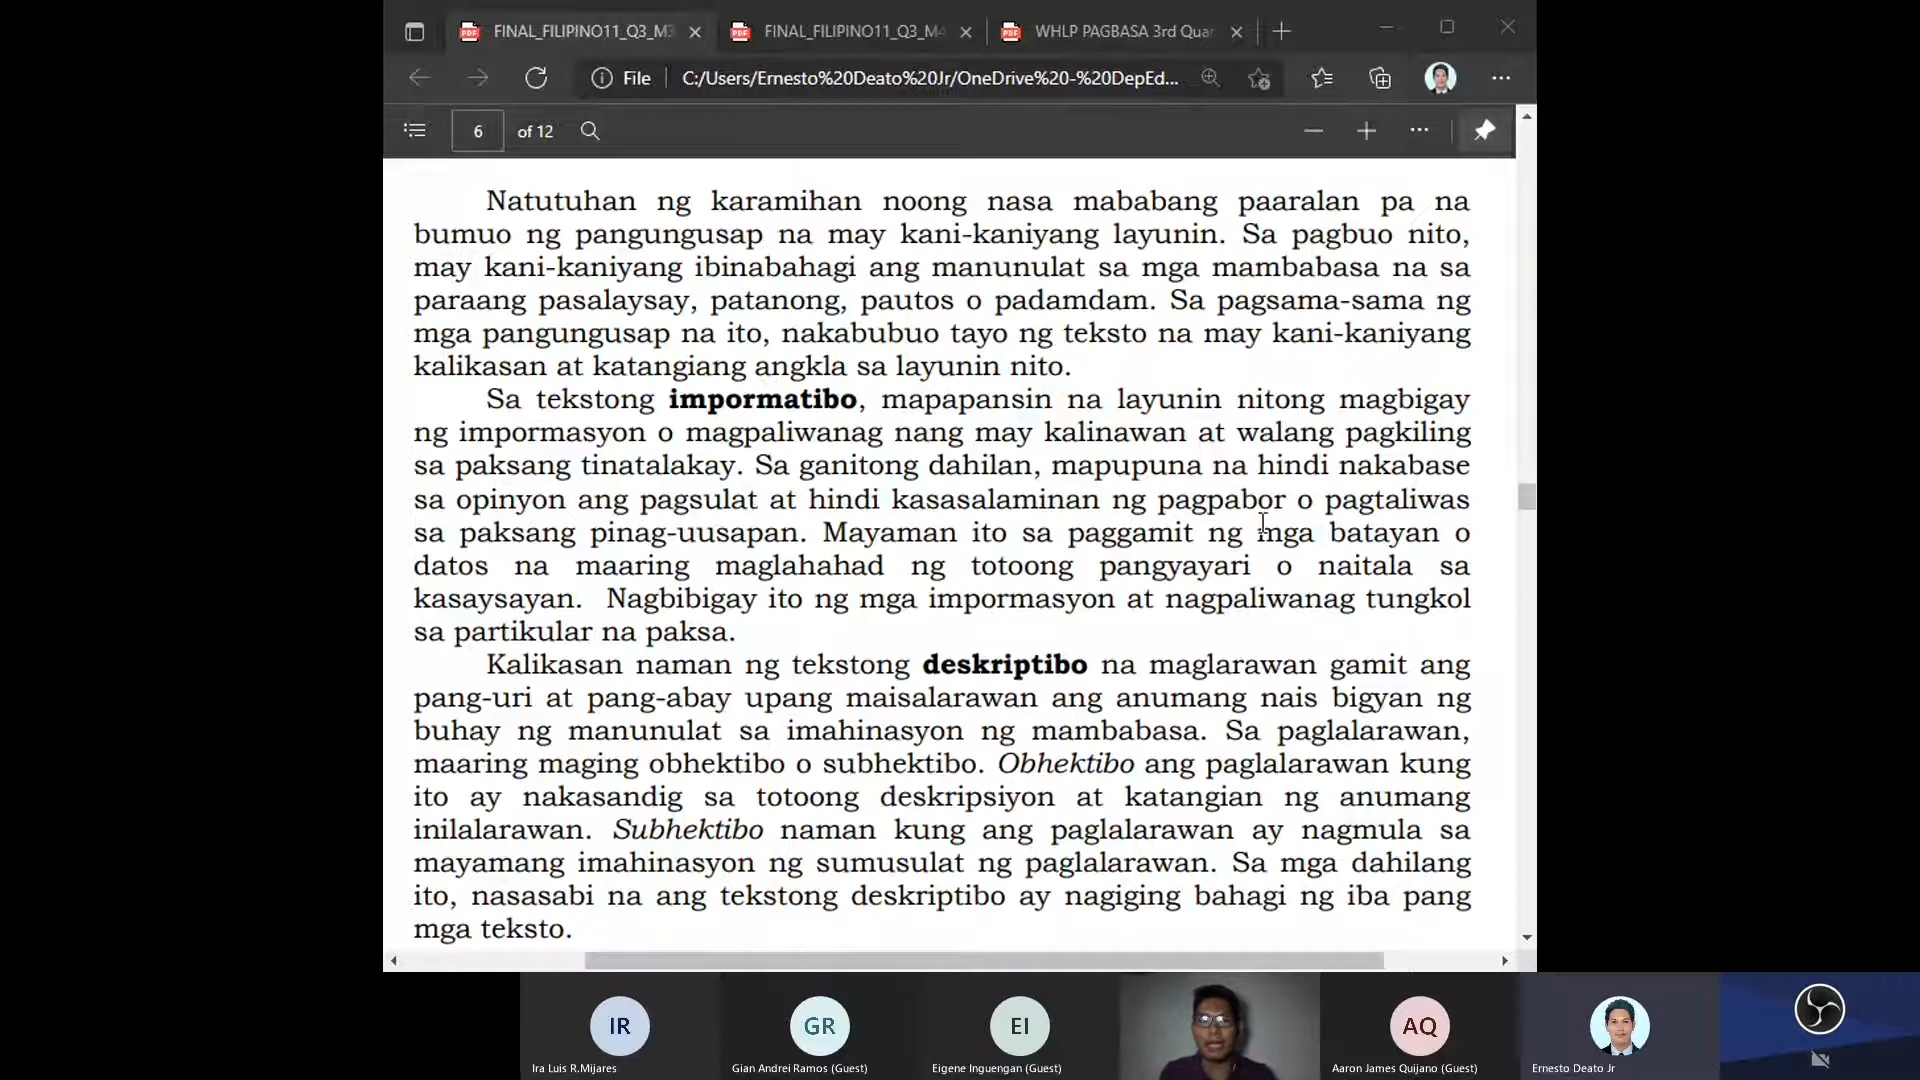 FINAL_FILIPINO11_Q3_M3
FINAL_FILIPINO11_Q3_M4
WHLP PAGBASA 3rd Quar
File
C:/Users/Ernesto%20Deato%20Jr/OneDrive%20-%20DepEd...
6 of 12
Natutuhan ng karamihan noong nasa mababang paaralan pa na
bumuo ng pangungusap na may kani-kaniyang layunin. Sa pagbuo nito,
may kani-kaniyang ibinabahagi ang manunulat sa mga mambabasa na sa
paraang pasalaysay, patanong, pautos o padamdam. Sa pagsama-sama ng
mga pangungusap na ito, nakabubuo tayo ng teksto na may kani-kaniyang
kalikasan at katangiang angkla sa layunin nito.
Sa tekstong impormatibo, mapapansin na layunin nitong magbigay
ng impormasyon o magpaliwanag nang may kalinawan at walang pagkiling
sa paksang tinatalakay. Sa ganitong dahilan, mapupuna na hindi nakabase
sa opinyon ang pagsulat at hindi kasasalaminan ng pagpabor o pagtaliwas
sa paksang pinag-uusapan. Mayaman ito sa paggamit ng mga batayan o
datos na maaring maglahahad ng totoong pangyayari o naitala sa
kasaysayan. Nagbibigay ito ng mga impormasyon at nagpaliwanag tungkol
sa partikular na paksa.
Kalikasan naman ng tekstong deskriptibo na maglarawan gamit ang
pang-uri at pang-abay upang maisalarawan ang anumang nais bigyan ng
buhay ng manunulat sa imahinasyon ng mambabasa. Sa paglalarawan,
maaring maging obhektibo o subhektibo. Obhektibo ang paglalarawan kung
ito ay nakasandig sa totoong deskripsiyon at katangian ng anumang
inilalarawan. Subhektibo naman kung ang paglalarawan ay nagmula sa
mayamang imahinasyon ng sumusulat ng paglalarawan. Sa mga dahilang
ito, nasasabi na ang tekstong deskriptibo ay nagiging bahagi ng iba pang
mga teksto.
IR
GR
EI
AQ
Ira Luis R.Mijares
Gian Andrei Ramos (Guest)
Eigene Inguengan (Guest)
Aaron James Quijano (Guest)
Ernesto Deato Jr